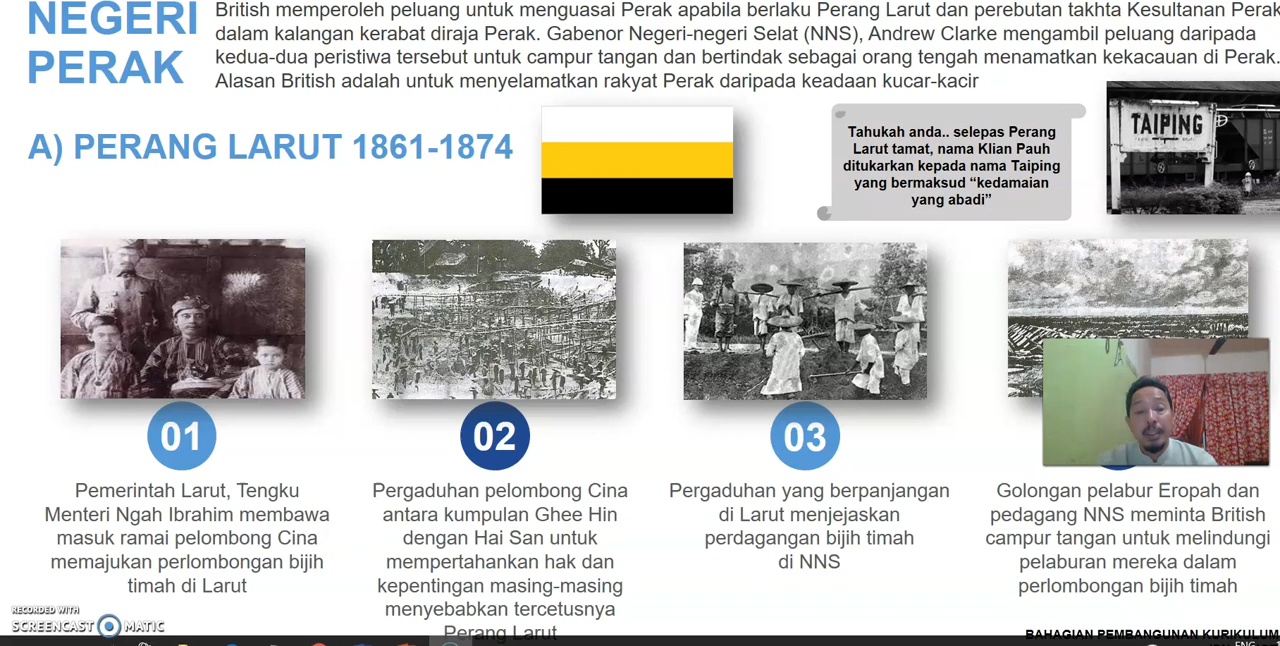 NEGERI
PERAK
British memperoleh peluang untuk menguasai Perak apabila berlaku Perang Larut dan perebutan takhta Kesultanan Perak
dalam kalangan kerabat diraja Perak. Gabenor Negeri-negeri Selat (NNS), Andrew Clarke mengambil peluang daripada
kedua-dua peristiwa tersebut untuk campur tangan dan bertindak sebagai orang tengah menamatkan kekacauan di Perak.
Alasan British adalah untuk menyelamatkan rakyat Perak daripada keadaan kucar-kacir
A) PERANG LARUT 1861-1874
Tahukah anda.. selepas Perang
Larut tamat, nama Klian Pauh
ditukarkan kepada nama Taiping
yang bermaksud “kedamaian
yang abadi”
TAIPING
01
Pemerintah Larut, Tengku
Menteri Ngah Ibrahim membawa
masuk ramai pelombong Cina
memajukan perlombongan bijih
timah di Larut
02
Pergaduhan pelombong Cina
antara kumpulan Ghee Hin
dengan Hai San untuk
mempertahankan hak dan
kepentingan masing-masing
menyebabkan tercetusnya
Perang Larut
03
Pergaduhan yang berpanjangan
di Larut menjejaskan
perdagangan bijih timah
di NNS
Golongan pelabur Eropah dan
pedagang NNS meminta British
campur tangan untuk melindungi
pelaburan mereka dalam
perlombongan bijih timah
RECORDED WITH
SCREENCAST MATIC
BAHAGIAN PEMBANGUNAN KURIKULUM
ENG